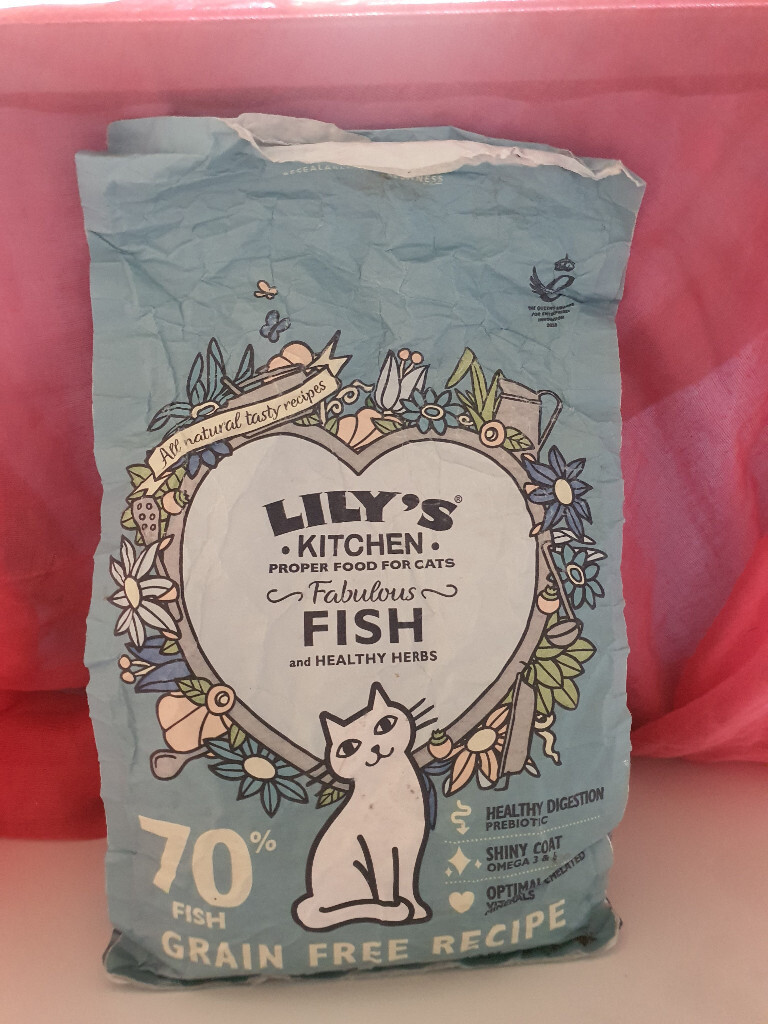 All natural tasty recipes
LILY'S®
• KITCHEN •
PROPER FOOD FOR CATS
Fabulous
FISH
and HEALTHY HERBS
70%
FISH
HEALTHY DIGESTION
PREBIOTIC
SHINY COAT
OMEGA 3 &
OPTIMAL
GRAIN FREE RECIPE